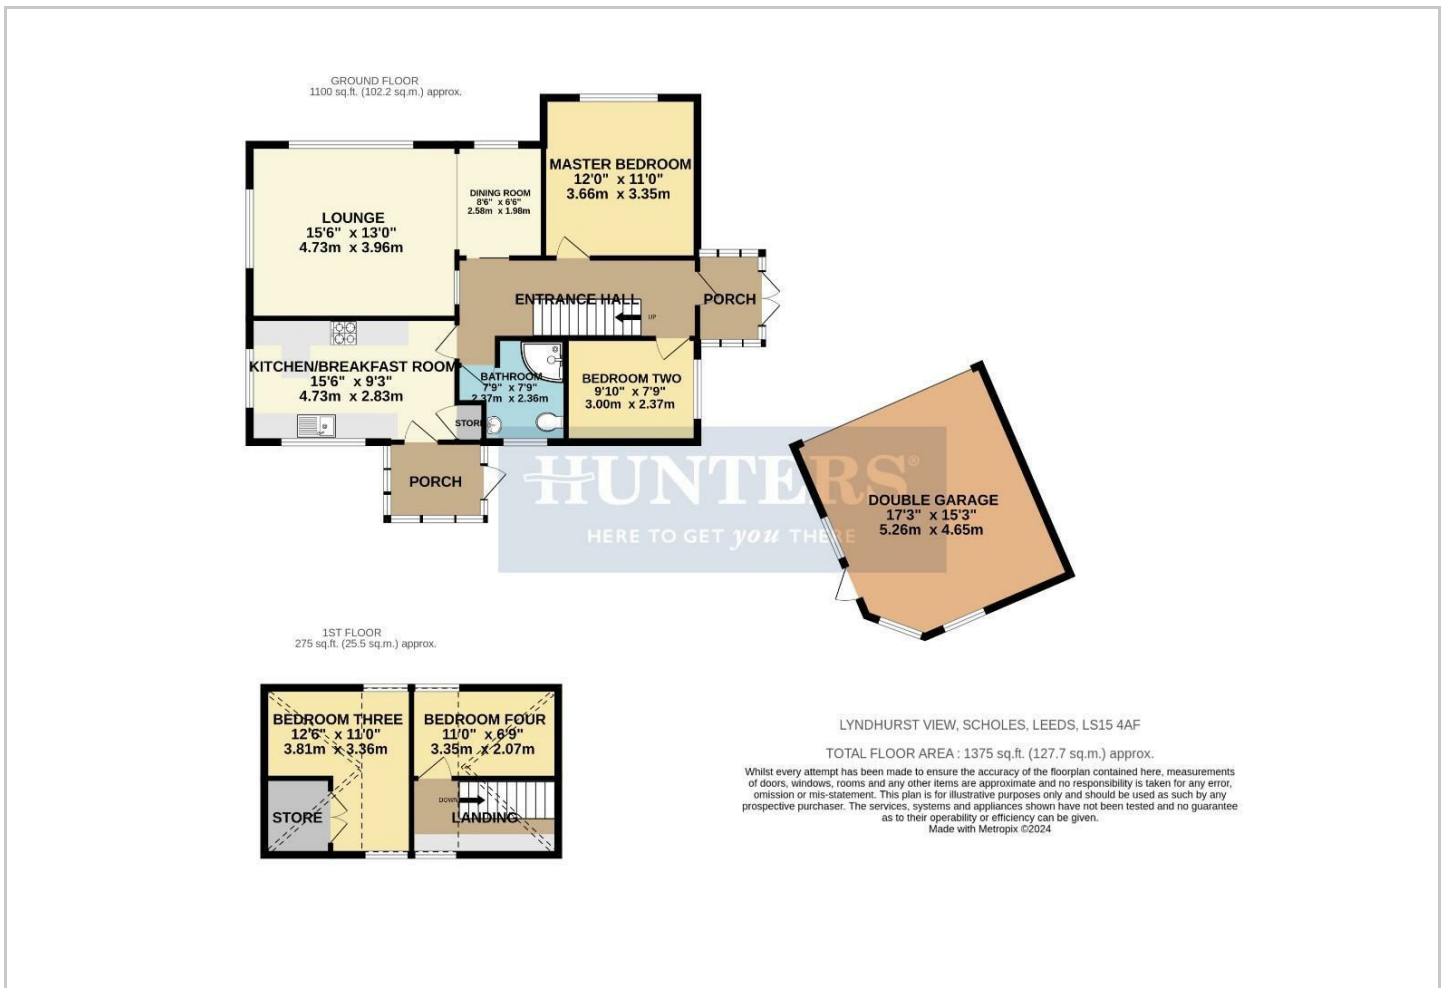 GROUND FLOOR
1100 sq.ft. (102.2 sq.m.) approx.
MASTER BEDROOM
12'0" x 11'0"
3.66m x 3.35m
DINING ROOM
8'6" x 6'6"
2.58m x 1.98m
LOUNGE
15'6" x 13'0"
4.73m x 3.96m
ENTRANCE HALL
UP
PORCH
KITCHEN/BREAKFAST ROOM
15'6" x 9'3"
4.73m x 2.83m
BATHROOM
7'9" x 7'9"
2.37m x 2.36m
BEDROOM TWO
9'10" x 7'9"
3.00m x 2.37m
STORE
PORCH
HUNTERS®
HERE TO GET you THERE
DOUBLE GARAGE
17'3" x 15'3"
5.26m x 4.65m
1ST FLOOR
275 sq.ft. (25.5 sq.m.) approx.
BEDROOM THREE
12'6" x 11'0"
3.81m x 3.36m
BEDROOM FOUR
11'0" x 6'9"
3.35m x 2.07m
STORE
DOWN
LANDING
LYNDHURST VIEW, SCHOLES, LEEDS, LS15 4AF
TOTAL FLOOR AREA : 1375 sq.ft. (127.7 sq.m.) approx.
Whilst every attempt has been made to ensure the accuracy of the floorplan contained here, measurements
of doors, windows, rooms and any other items are approximate and no responsibility is taken for any error,
omission or mis-statement. This plan is for illustrative purposes only and should be used as such by any
prospective purchaser. The services, systems and appliances shown have not been tested and no guarantee
as to their operability or efficiency can be given.
Made with Metropix ©2024